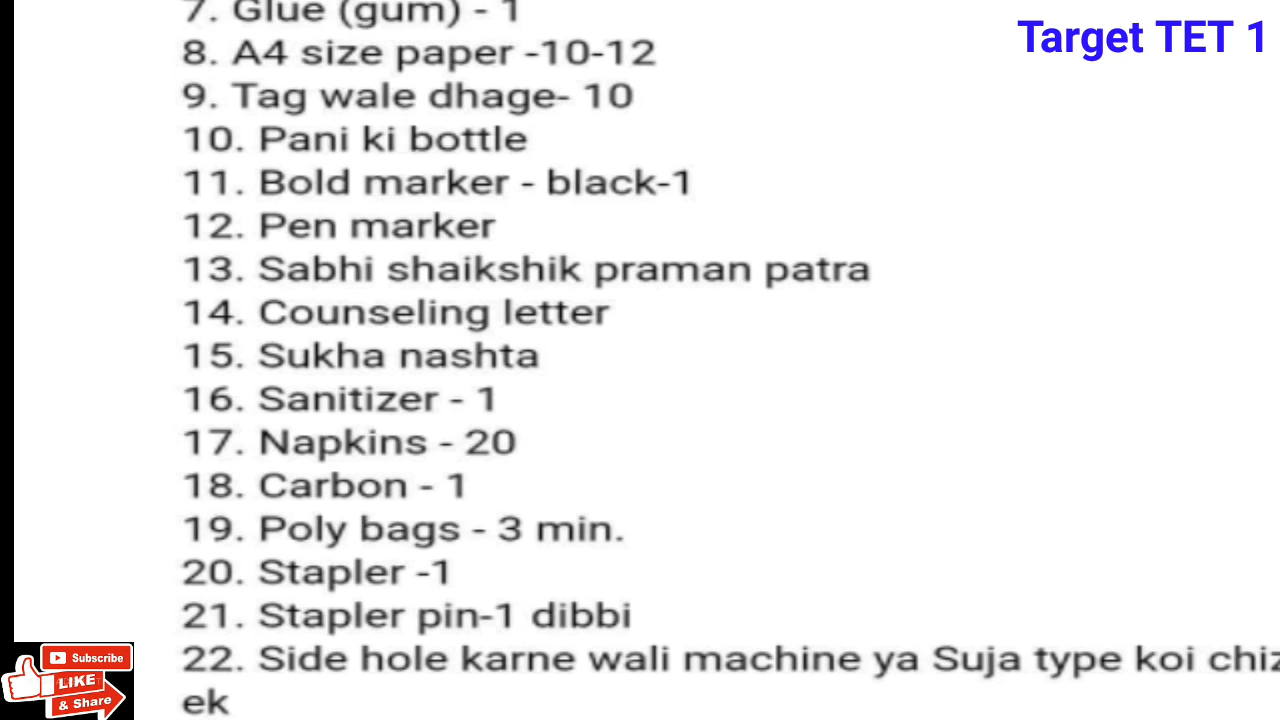 7. Glue (gum) - 1
Target TET 1
8. A4 size paper -10-12
9. Tag wale dhage- 10
10. Pani ki bottle
11. Bold marker - black-1
12. Pen marker
13. Sabhi shaikshik praman patra
14. Counseling letter
15. Sukha nashta
16. Sanitizer - 1
17. Napkins - 20
18. Carbon - 1
19. Poly bags - 3 min.
20. Stapler -1
21. Stapler pin-1 dibbi
22. Side hole karne wali machine ya Suja type koi chiz
ek
Subscribe
LIKE
& Share